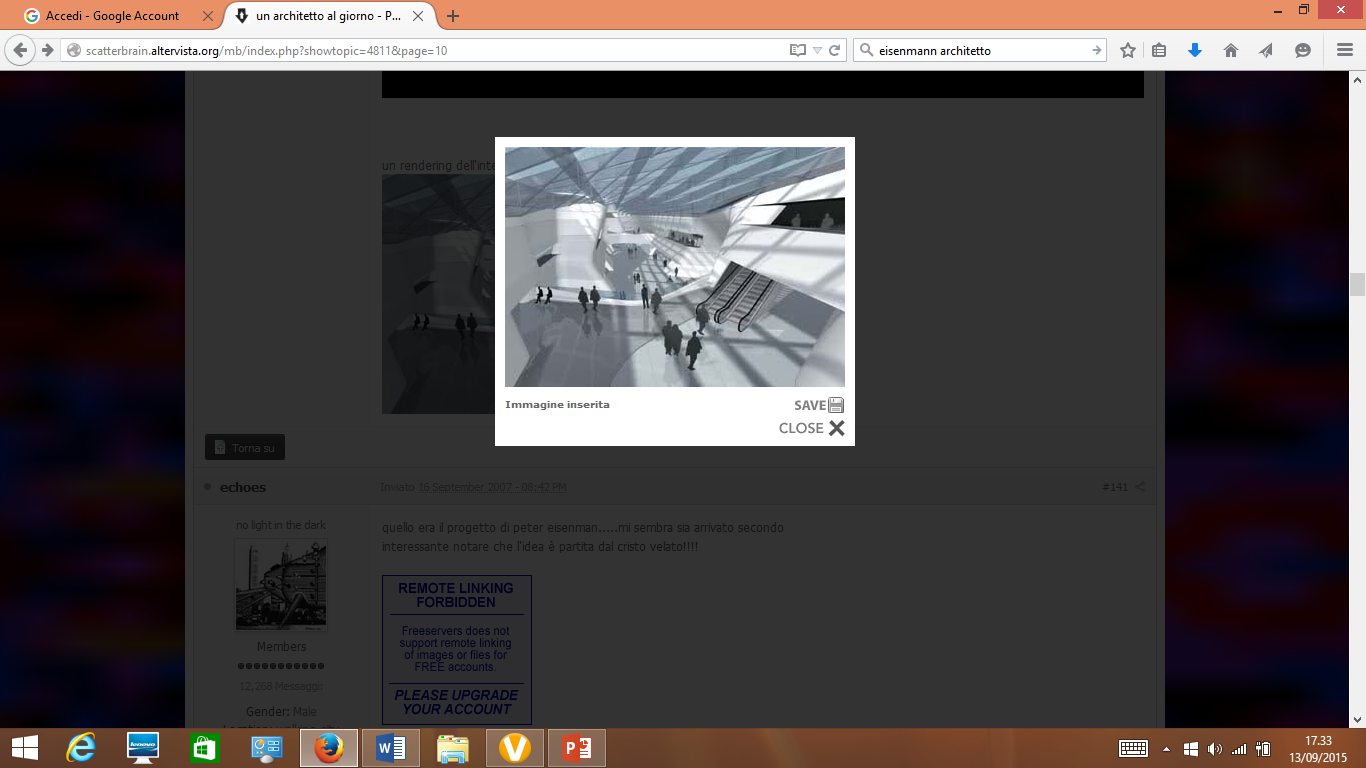 Accedi - Google Account
un architetto al giorno - P...
scatterbrain.altervista.org/mb/index.php?showtopic=4811&page=10
eisenmann architetto
un rendering dell'inte
Immagine inserita
SAVE
CLOSE
Torna su
echoes
Inviato 16 September 2007 - 08:42 PM
#141
no light in the dark
quello era il progetto di peter eisenman.....mi sembra sia arrivato secondo
interessante notare che l'idea è partita dal cristo velato!!!!
REMOTE LINKING
FORBIDDEN
Freeservers does not
support remote linking
of images or files for
FREE accounts.
PLEASE UPGRADE
YOUR ACCOUNT
Members
12,268 Messaggi:
Gender: Male
lenovo
17.33
13/09/2015